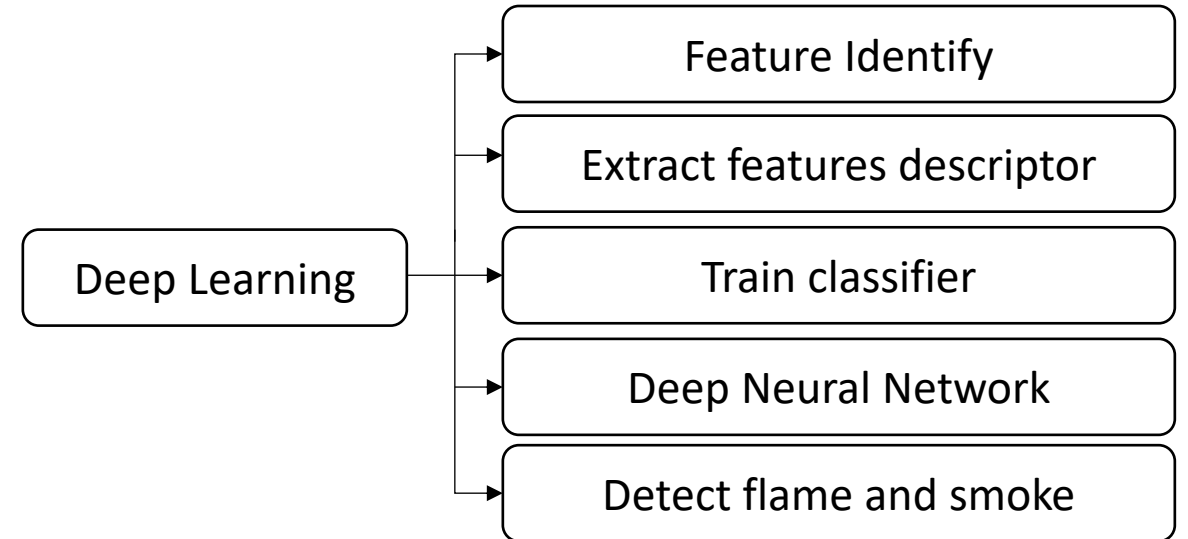 Feature Identify
Extract features descriptor
Deep Learning
Train classifier
Deep Neural Network
Detect flame and smoke